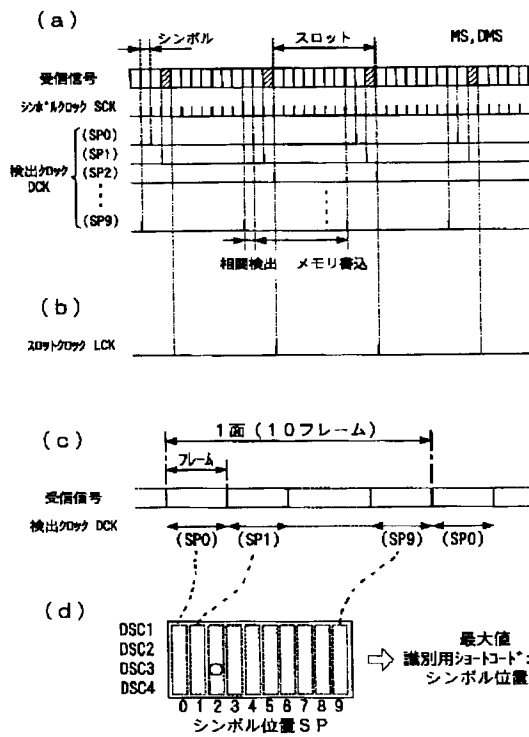 (a)
シンボル
スロット
MS,DMS
受信信号
シンボルクロック SCK
(SP0)
(SP1)
検出クロック
DCK
(SP2)
(SP9)
相関検出
メモリ書込
(b)
スロットクロック LCK
(c)
1面(10フレーム)
フレーム
受信信号
検出クロック DCK
(SP0)
(SP1)
(SP9)
(SP0)
(d)
DSC1
DSC2
DSC3
DSC4
0 1 2 3 4 5 6 7 8 9
シンボル位置SP
最大値
識別用ショートコード:
シンボル位置